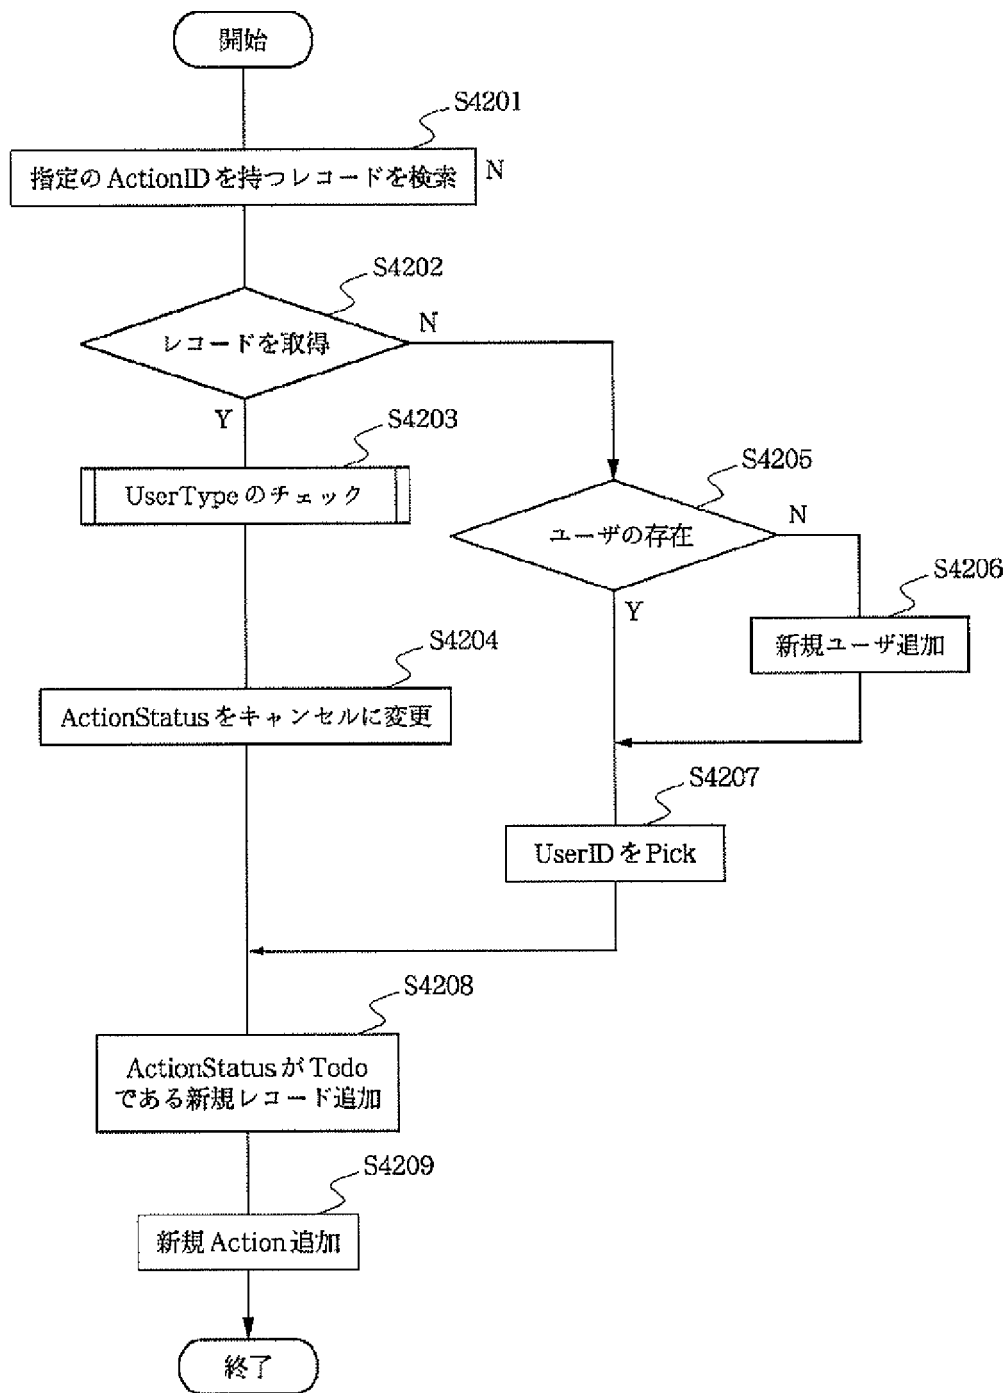 開始
S4201
指定のActionIDを持つレコードを検索
N
S4202
レコードを取得
N
Y
S4203
UserTypeのチェック
S4205
ユーザの存在
N
Y
S4206
新規ユーザ追加
S4204
ActionStatusをキャンセルに変更
S4207
UserIDをPick
S4208
ActionStatusがTodo
である新規レコード追加
S4209
新規Action追加
終了